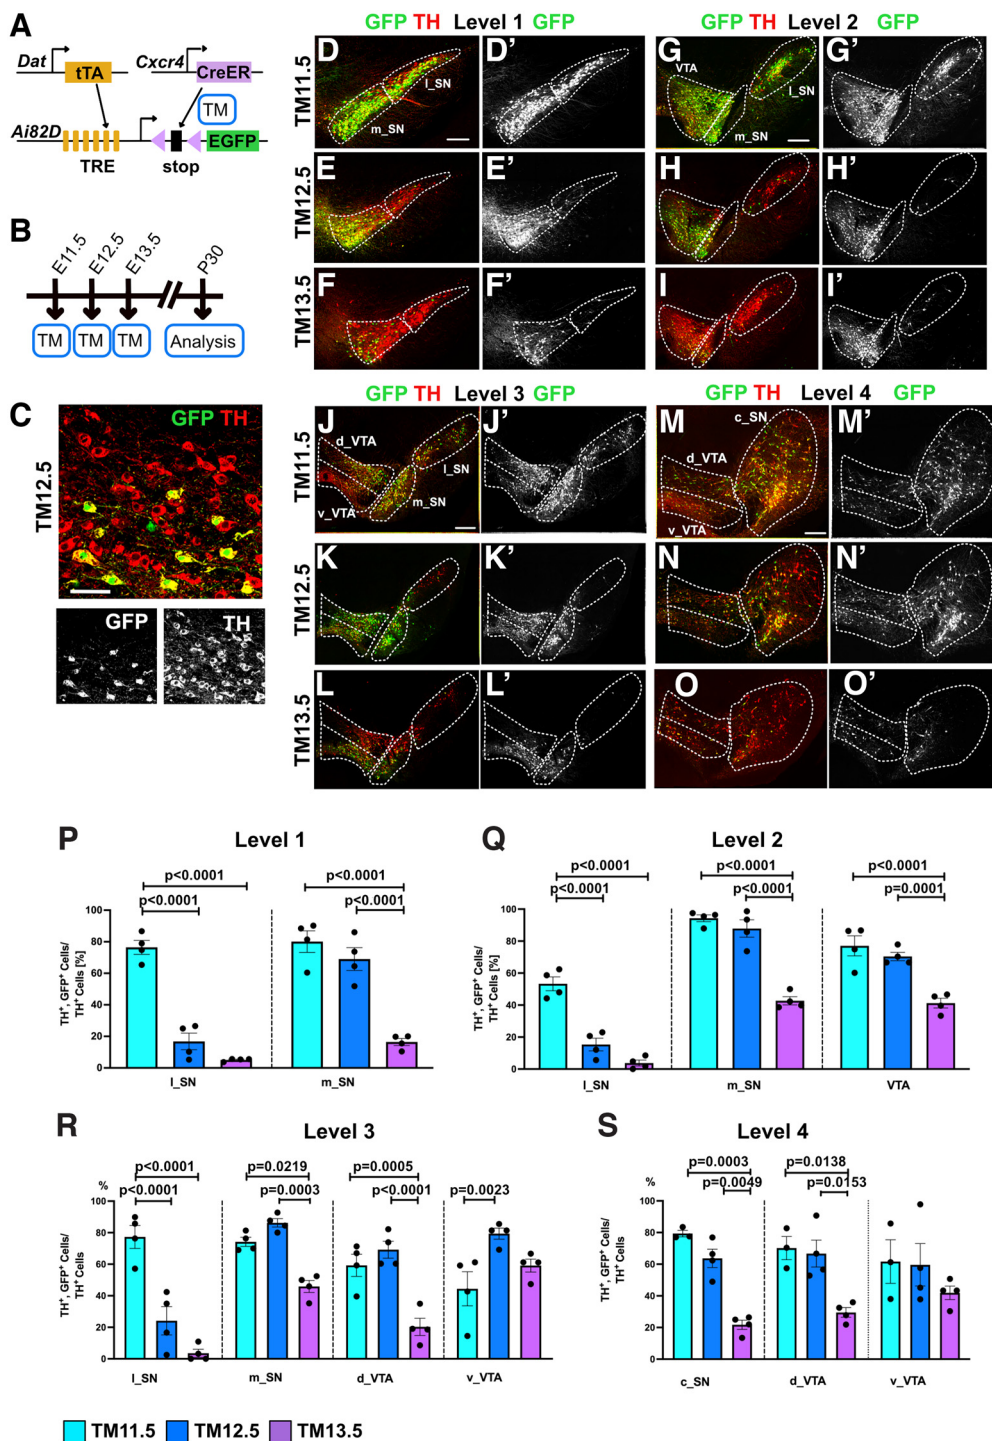 A
Dat
tTA
Cxcr4
CreER
TM
Ai82D
EGFP
TRE
stop
B
E11.5
E12.5
E13.5
P30
TM
TM
TM
Analysis
C
GFP TH
TM12.5
GFP
TH
GFP TH Level 1 GFP
GFP TH Level 2 GFP
TM11.5
D
l_SN
m_SN
D’
G
VTA
l_SN
m_SN
G’
TM12.5
E
E’
H
H’
TM13.5
F
F’
I
I’
GFP TH Level 3 GFP
GFP TH Level 4 GFP
TM11.5
J
d_VTA
l_SN
m_SN
v_VTA
J’
M
c_SN
d_VTA
v_VTA
M’
TM12.5
K
K’
N
N’
TM13.5
L
L’
O
O’
P
Level 1
p<0.0001
p<0.0001
p<0.0001
p<0.0001
TH⁺, GFP⁺ Cells/
TH⁺ Cells [%]
100
80
60
40
20
0
l_SN
m_SN
Q
Level 2
p<0.0001
p<0.0001
p<0.0001
p<0.0001
p<0.0001
p=0.0001
TH⁺, GFP⁺ Cells/
TH⁺ Cells [%]
100
80
60
40
20
0
l_SN
m_SN
VTA
R
Level 3
p<0.0001
p<0.0001
p=0.0219
p=0.0003
p=0.0005
p<0.0001
p=0.0023
%
TH⁺, GFP⁺ Cells/
TH⁺ Cells
100
80
60
40
20
0
l_SN
m_SN
d_VTA
v_VTA
S
Level 4
p=0.0003
p=0.0049
p=0.0138
p=0.0153
%
TH⁺, GFP⁺ Cells/
TH⁺ Cells
100
80
60
40
20
0
c_SN
d_VTA
v_VTA
TM11.5
TM12.5
TM13.5